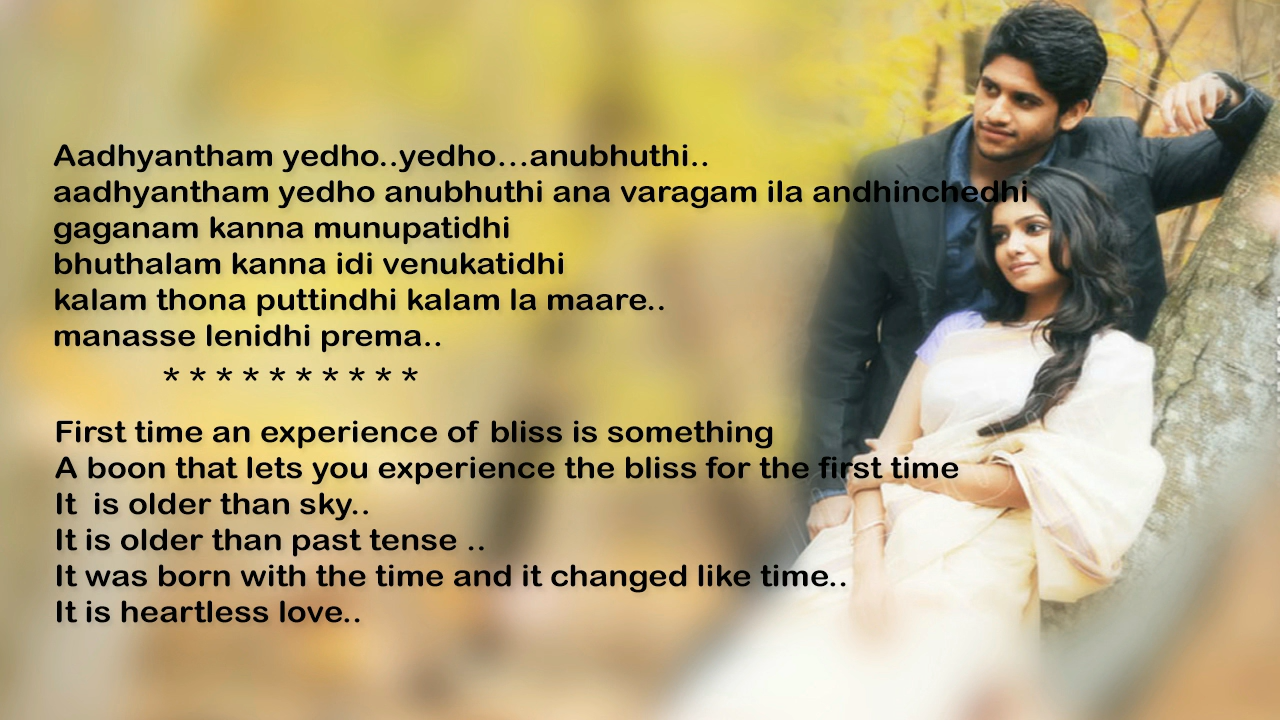 Aadhyantham yedho..yedho...anubhuthi..
aadhyantham yedho anubhuthi ana varagam ila andhinchedhi
gaganam kanna munupatidhi
bhuthalam kanna idi venukatidhi
kalam thona puttindhi kalam la maare..
manasse lenidhi prema..
* * * * * * * * * *
First time an experience of bliss is something
A boon that lets you experience the bliss for the first time
It  is older than sky..
It is older than past tense ..
It was born with the time and it changed like time..
It is heartless love..